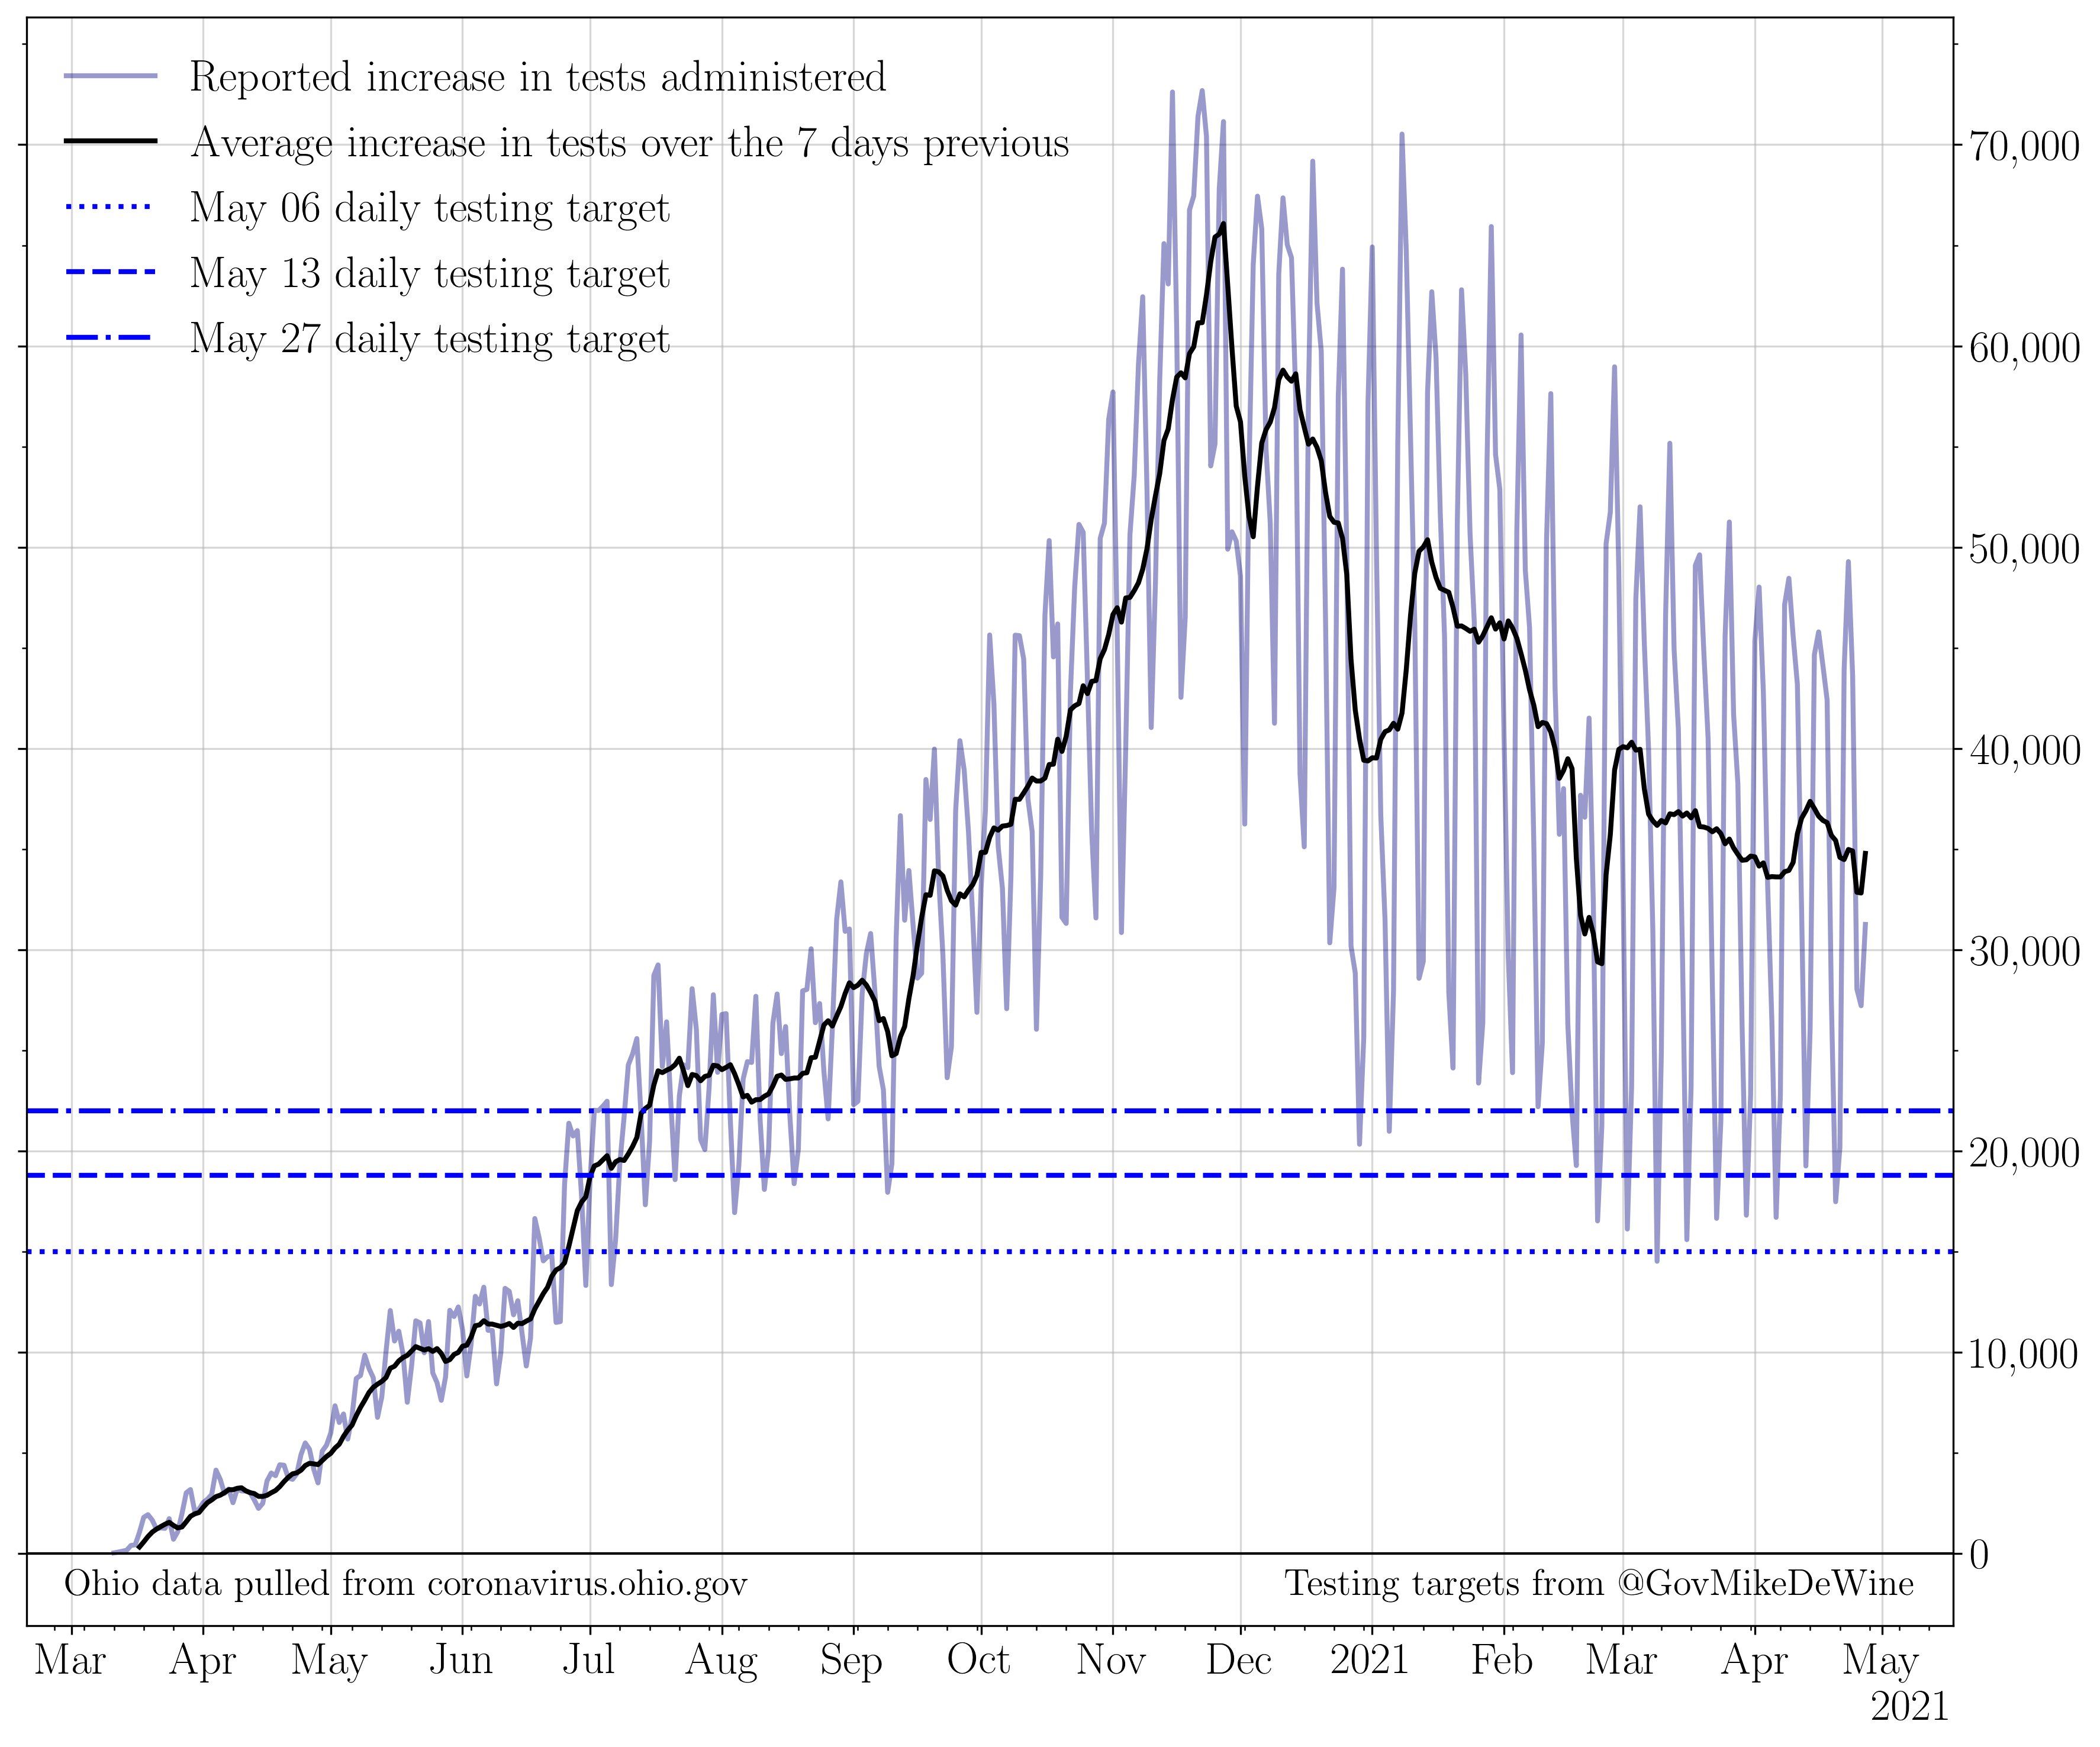 Reported increase in tests administered
Average increase in tests over the 7 days previous
May 06 daily testing target
May 13 daily testing target
May 27 daily testing target
70,000
60,000
50,000
40,000
30,000
20,000
10,000
0
Ohio data pulled from coronavirus.ohio.gov
Testing targets from @GovMikeDeWine
Mar Apr May Jun Jul Aug Sep Oct Nov Dec 2021 Feb Mar Apr May
2021